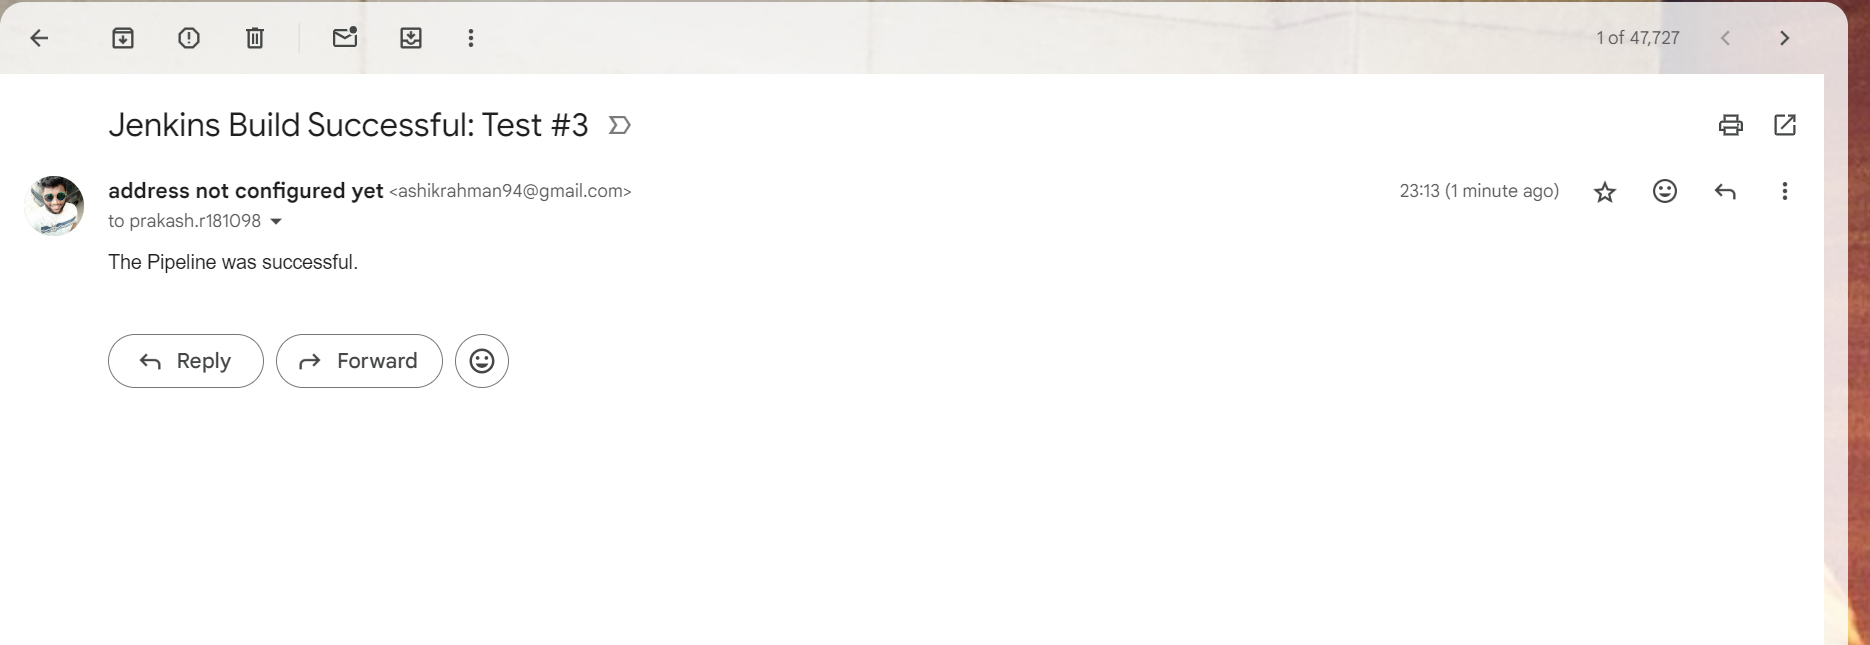 1 of 47,727
Jenkins Build Successful: Test #3
address not configured yet <ashikrahman94@gmail.com>
23:13 (1 minute ago)
to prakash.r181098
The Pipeline was successful.
Reply
Forward